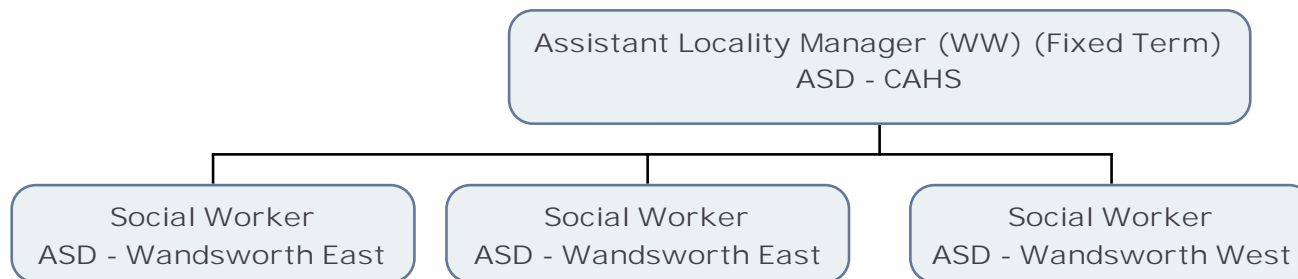 Assistant Locality Manager (WW) (Fixed Term)
ASD - CAHS
Social Worker
ASD - Wandsworth East
Social Worker
ASD - Wandsworth East
Social Worker
ASD - Wandsworth West